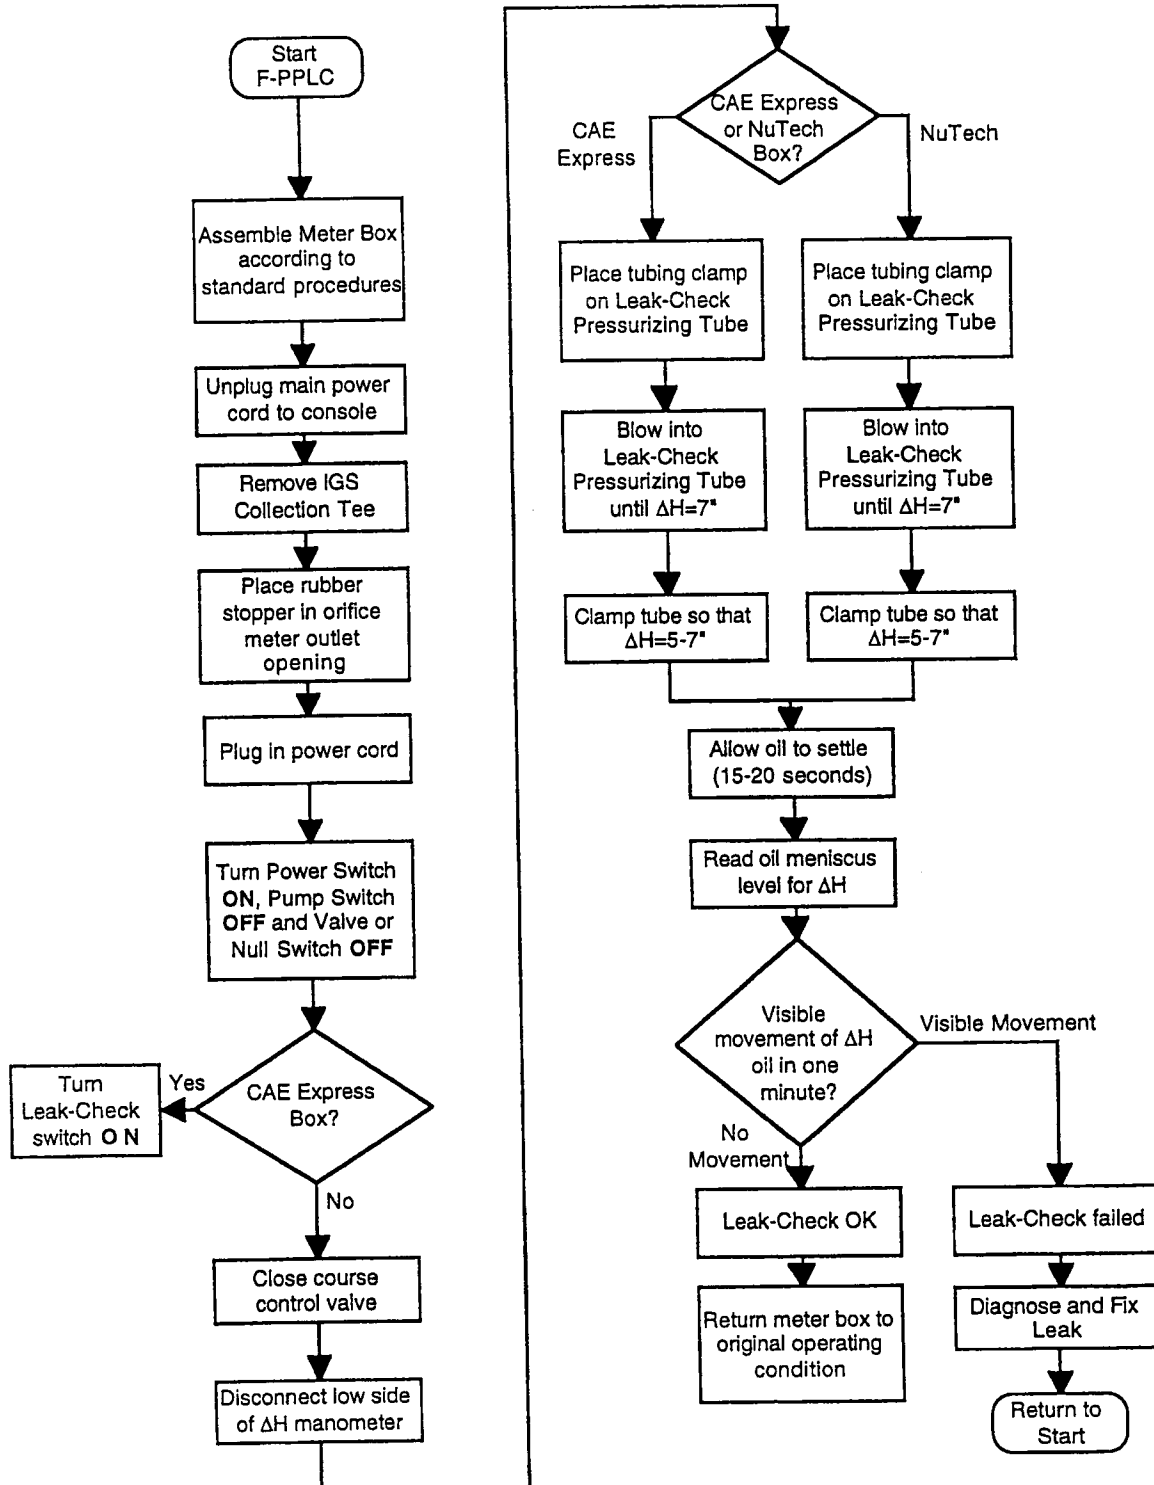 Start
F-PPLC
Assemble Meter Box
according to
standard procedures
Unplug main power
cord to console
Remove IGS
Collection Tee
Place rubber
stopper in orifice
meter outlet
opening
Plug in power cord
Turn Power Switch
ON, Pump Switch
OFF and Valve or
Null Switch OFF
CAE Express
Box?
Yes
Turn
Leak-Check
switch O N
No
Close course
control valve
Disconnect low side
of ΔH manometer
CAE Express
or NuTech
Box?
CAE
Express
NuTech
Place tubing clamp
on Leak-Check
Pressurizing Tube
Place tubing clamp
on Leak-Check
Pressurizing Tube
Blow into
Leak-Check
Pressurizing Tube
until ΔH=7"
Blow into
Leak-Check
Pressurizing Tube
until ΔH=7"
Clamp tube so that
ΔH=5-7"
Clamp tube so that
ΔH=5-7"
Allow oil to settle
(15-20 seconds)
Read oil meniscus
level for ΔH
Visible
movement of ΔH
oil in one
minute?
Visible Movement
No
Movement
Leak-Check OK
Leak-Check failed
Return meter box to
original operating
condition
Diagnose and Fix
Leak
Return to
Start